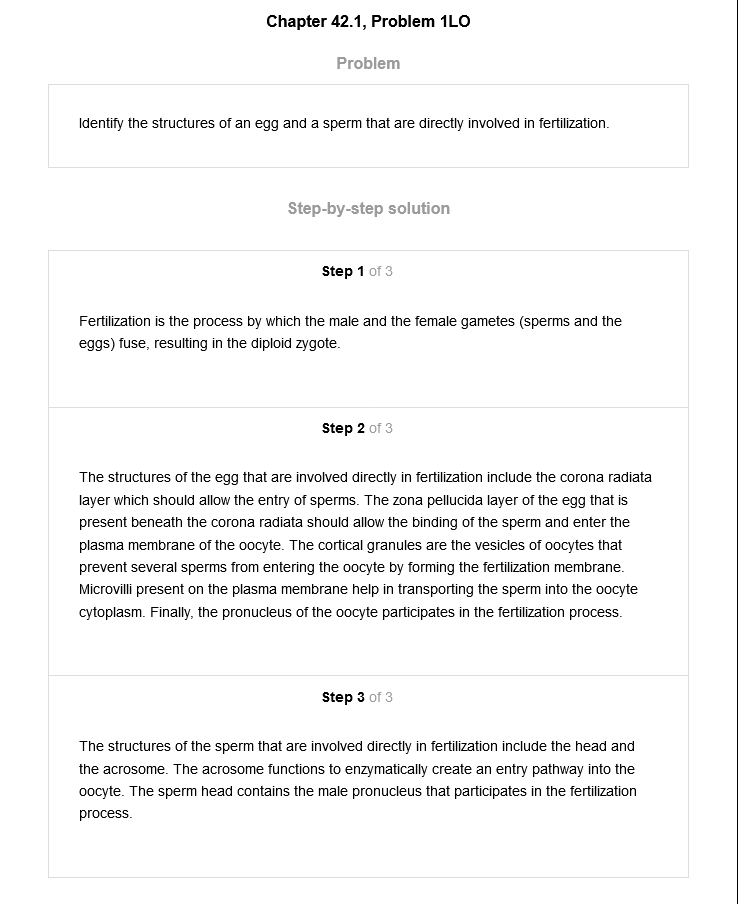 Chapter 42.1, Problem 1LO
Problem
Identify the structures of an egg and a sperm that are directly involved in fertilization.
Step-by-step solution
Step 1 of 3
Fertilization is the process by which the male and the female gametes (sperms and the
eggs) fuse, resulting in the diploid zygote.
Step 2 of 3
The structures of the egg that are involved directly in fertilization include the corona radiata
layer which should allow the entry of sperms. The zona pellucida layer of the egg that is
present beneath the corona radiata should allow the binding of the sperm and enter the
plasma membrane of the oocyte. The cortical granules are the vesicles of oocytes that
prevent several sperms from entering the oocyte by forming the fertilization membrane.
Microvilli present on the plasma membrane help in transporting the sperm into the oocyte
cytoplasm. Finally, the pronucleus of the oocyte participates in the fertilization process.
Step 3 of 3
The structures of the sperm that are involved directly in fertilization include the head and
the acrosome. The acrosome functions to enzymatically create an entry pathway into the
oocyte. The sperm head contains the male pronucleus that participates in the fertilization
process.